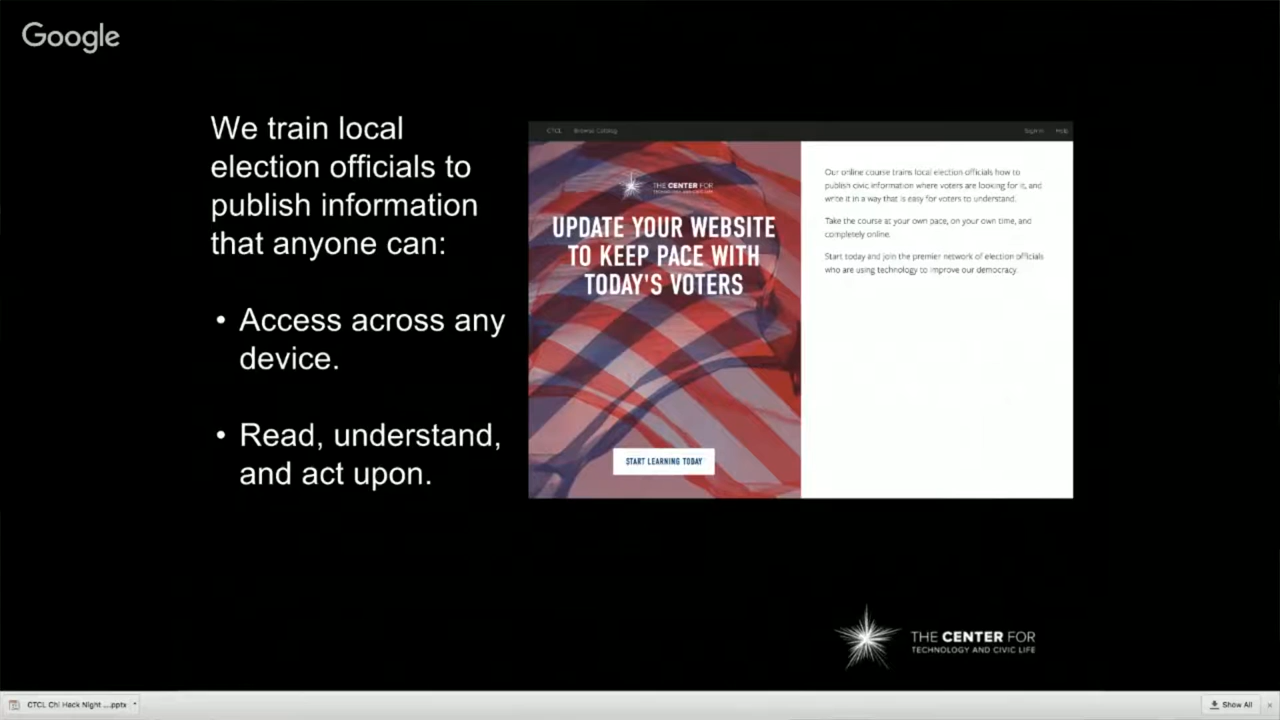 Google
We train local
election officials to
publish information
that anyone can:
• Access across any
device.
• Read, understand,
and act upon.
CTCL Browse Catalog Sign In Help
THE CENTER FOR
TECHNOLOGY AND CIVIC LIFE
UPDATE YOUR WEBSITE
TO KEEP PACE WITH
TODAY'S VOTERS
START LEARNING TODAY
Our online course trains local election officials how to
publish civic information where voters are looking for it, and
write it in a way that is easy for voters to understand.
Take the course at your own pace, on your own time, and
completely online.
Start today and join the premier network of election officials
who are using technology to improve our democracy.
THE CENTER FOR
TECHNOLOGY AND CIVIC LIFE
CTCL Chi Hack Night ....pptx
Show All